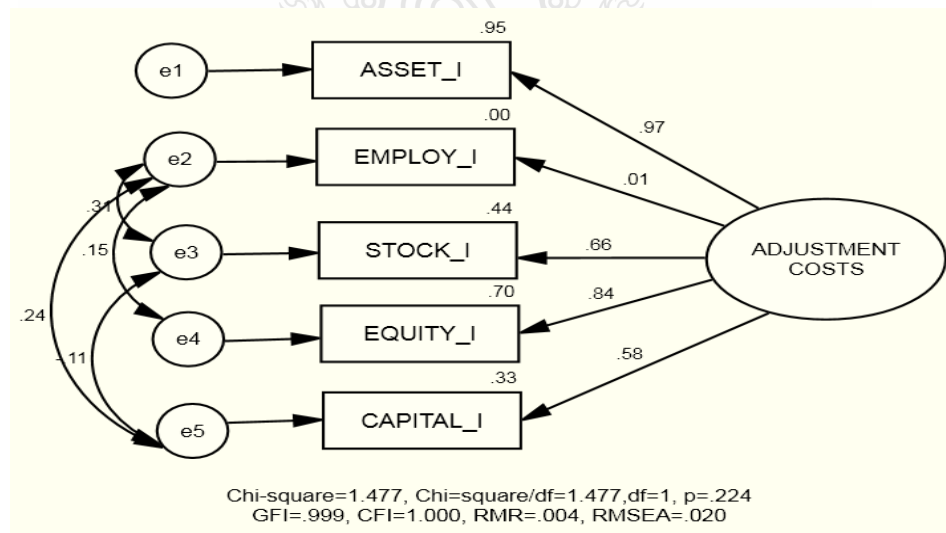 .95
e1
ASSET_I
.97
.00
e2
EMPLOY_I
.01
.31
.44
.15
e3
STOCK_I
.66
ADJUSTMENT
COSTS
.70
.84
.24
e4
EQUITY_I
.11
.33
.58
e5
CAPITAL_I
Chi-square=1.477, Chi=square/df=1.477,df=1, p=.224
GFI=.999, CFI=1.000, RMR=.004, RMSEA=.020